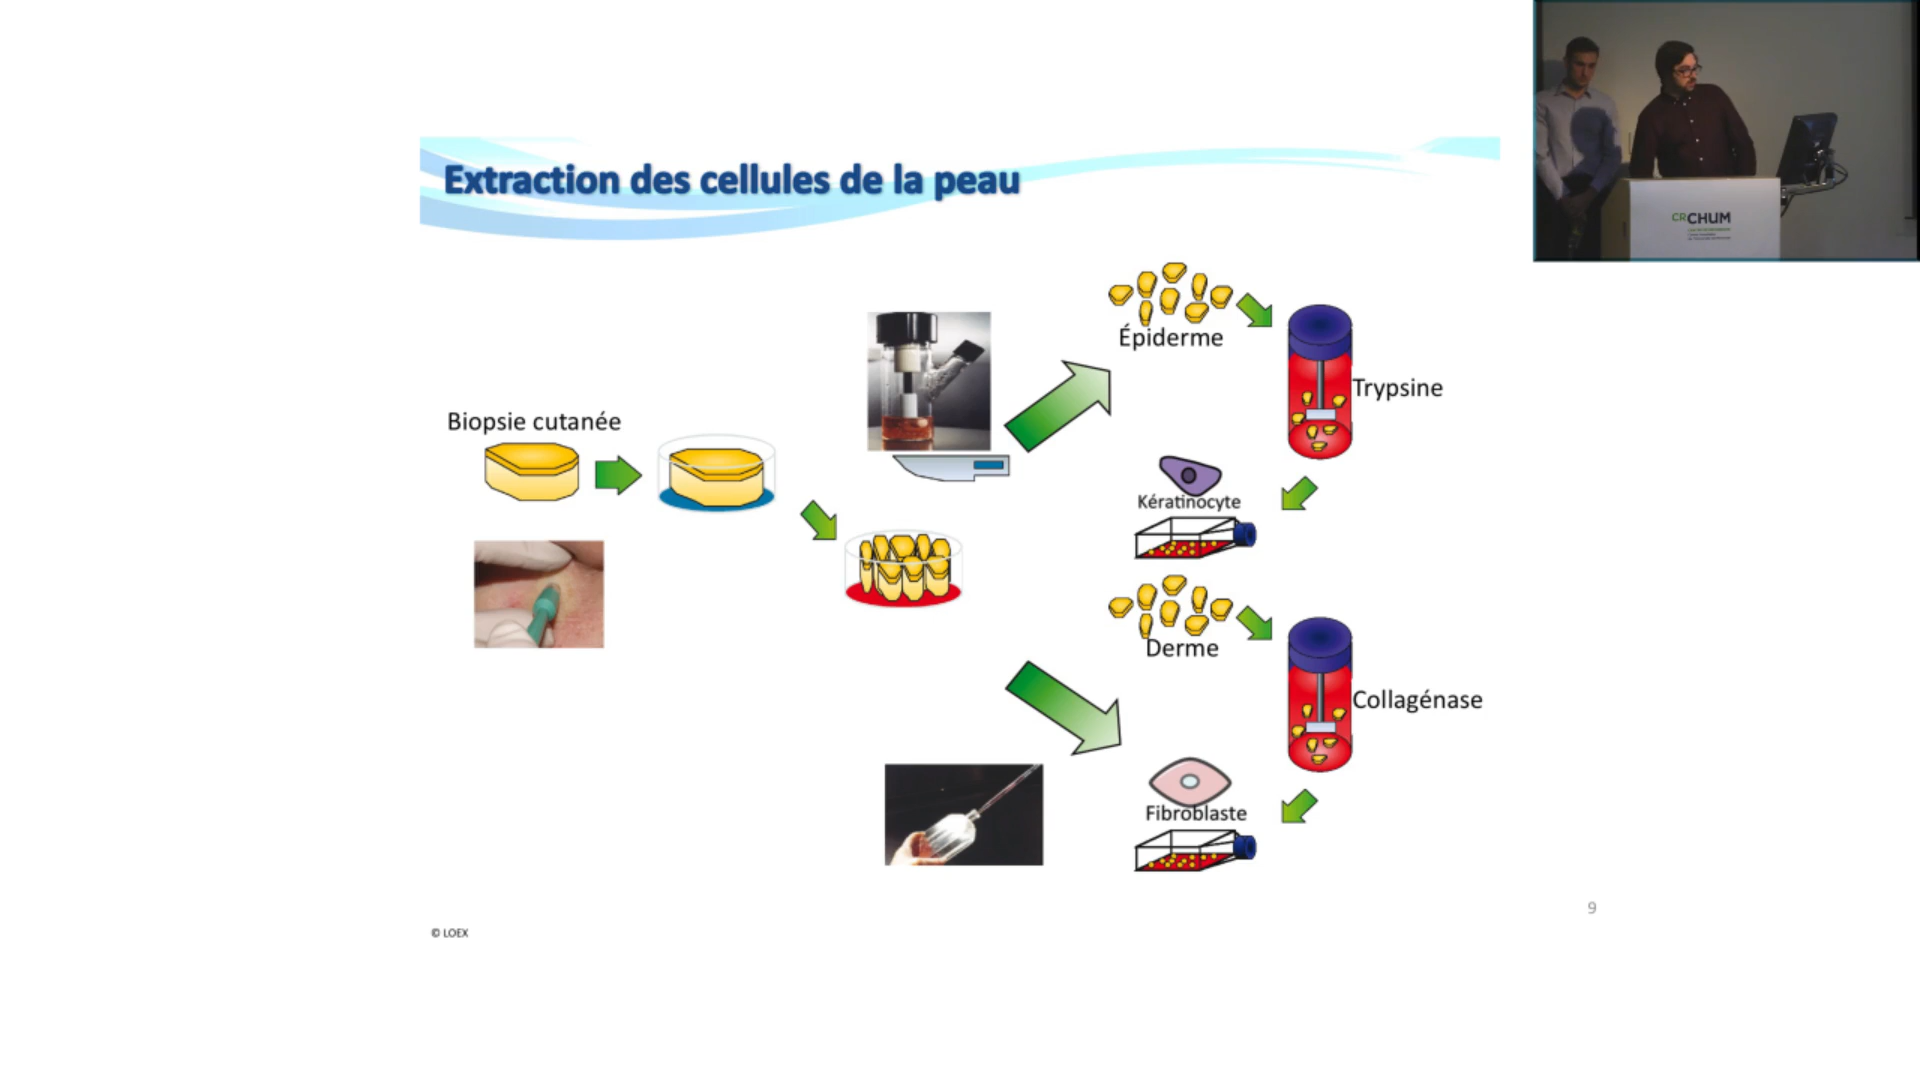 Extraction des cellules de la peau
Biopsie cutanée
Épiderme
Trypsine
Kératinocyte
Derme
Collagénase
Fibroblaste
9
© LOEX
CRCHUM